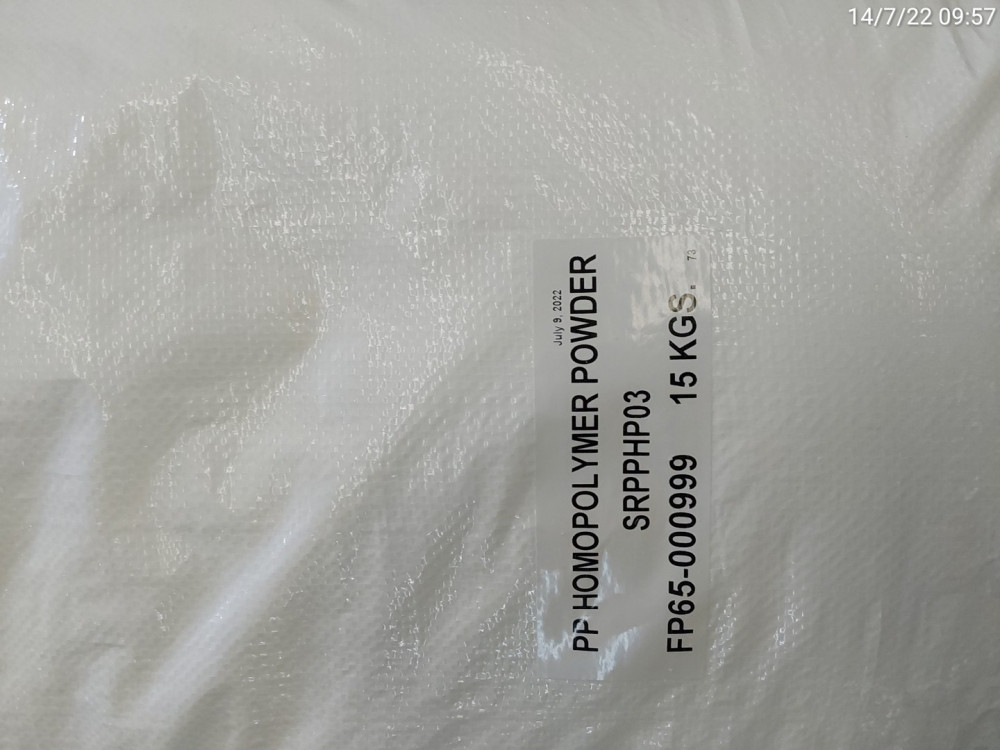 14/7/22 09:57
July 9, 2022
PP HOMOPOLYMER POWDER
SRPPHP03
FP65-000999 15 KGS.
73